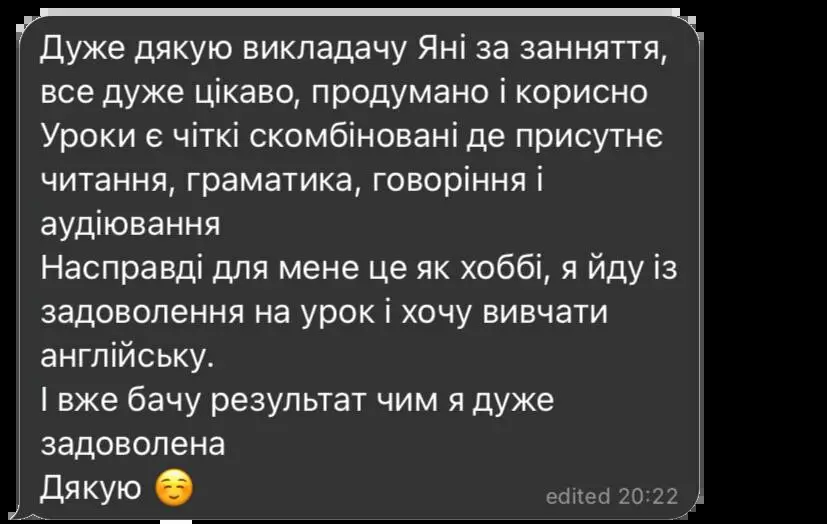 Дуже дякую викладачу Яні за занняття,
все дуже цікаво, продумано і корисно
Уроки є чіткі скомбіновані де присутнє
читання, граматика, говоріння і
аудіювання
Насправді для мене це як хоббі, я йду із
задоволення на урок і хочу вивчати
англійську.
І вже бачу результат чим я дуже
задоволена
Дякую ☺️
edited 20:22